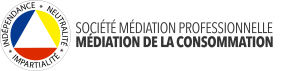 INDÉPENDANCE • NEUTRALITÉ • IMPARTIALITÉ •
SOCIÉTÉ MÉDIATION PROFESSIONNELLE
MÉDIATION DE LA CONSOMMATION